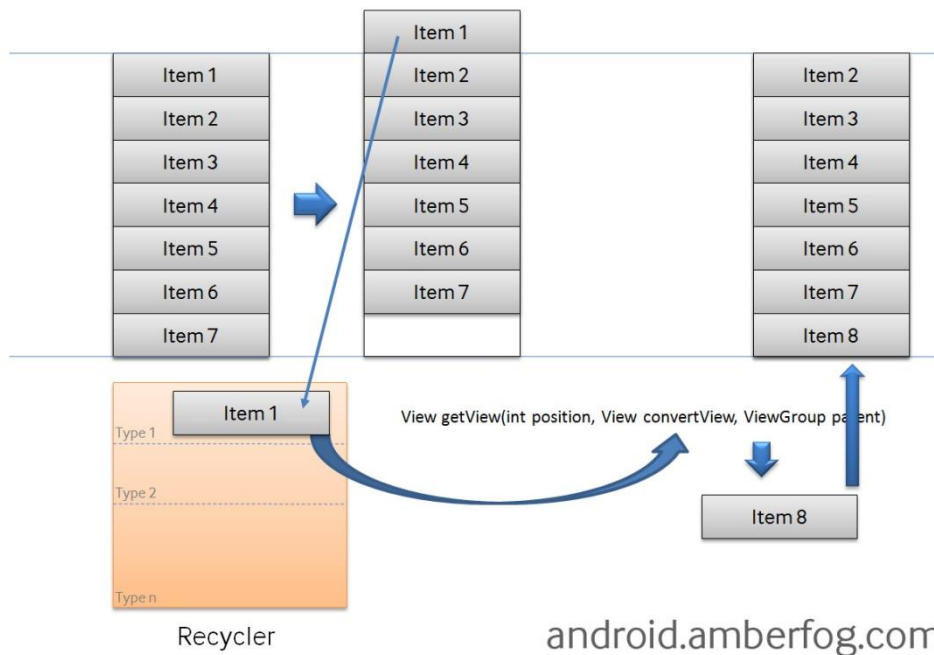 Item 1
Item 2
Item 3
Item 4
Item 5
Item 6
Item 7
Item 1
Item 2
Item 3
Item 4
Item 5
Item 6
Item 7
Item 2
Item 3
Item 4
Item 5
Item 6
Item 7
Item 8
Item 1
Type 1
Type 2
Type n
Recycler
View getView(int position, View convertView, ViewGroup parent)
Item 8
android.amberfog.com